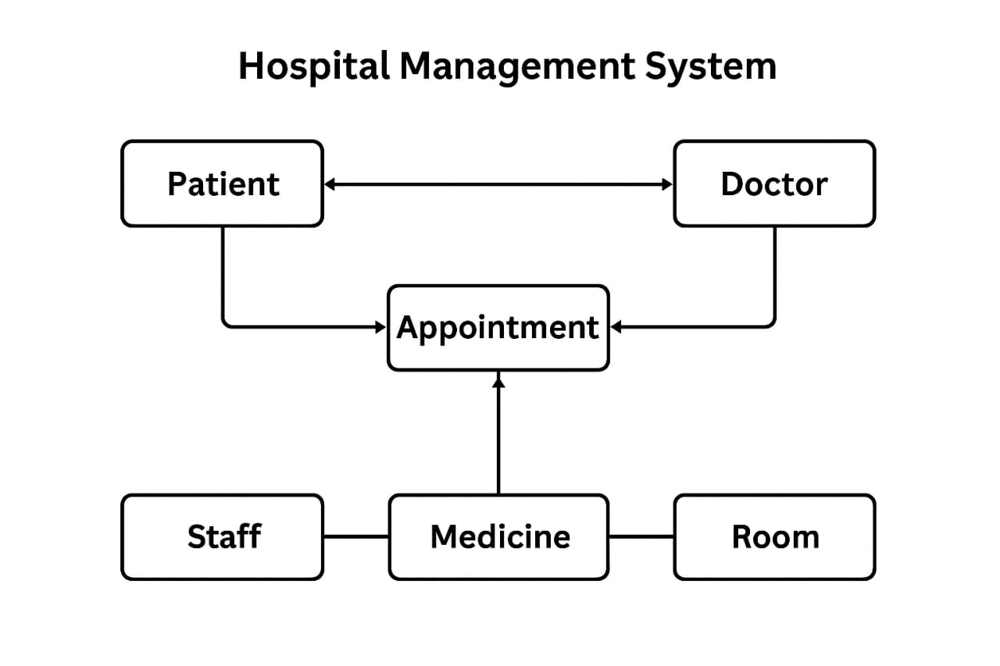 Hospital Management System
Patient
Doctor
Appointment
Staff
Medicine
Room